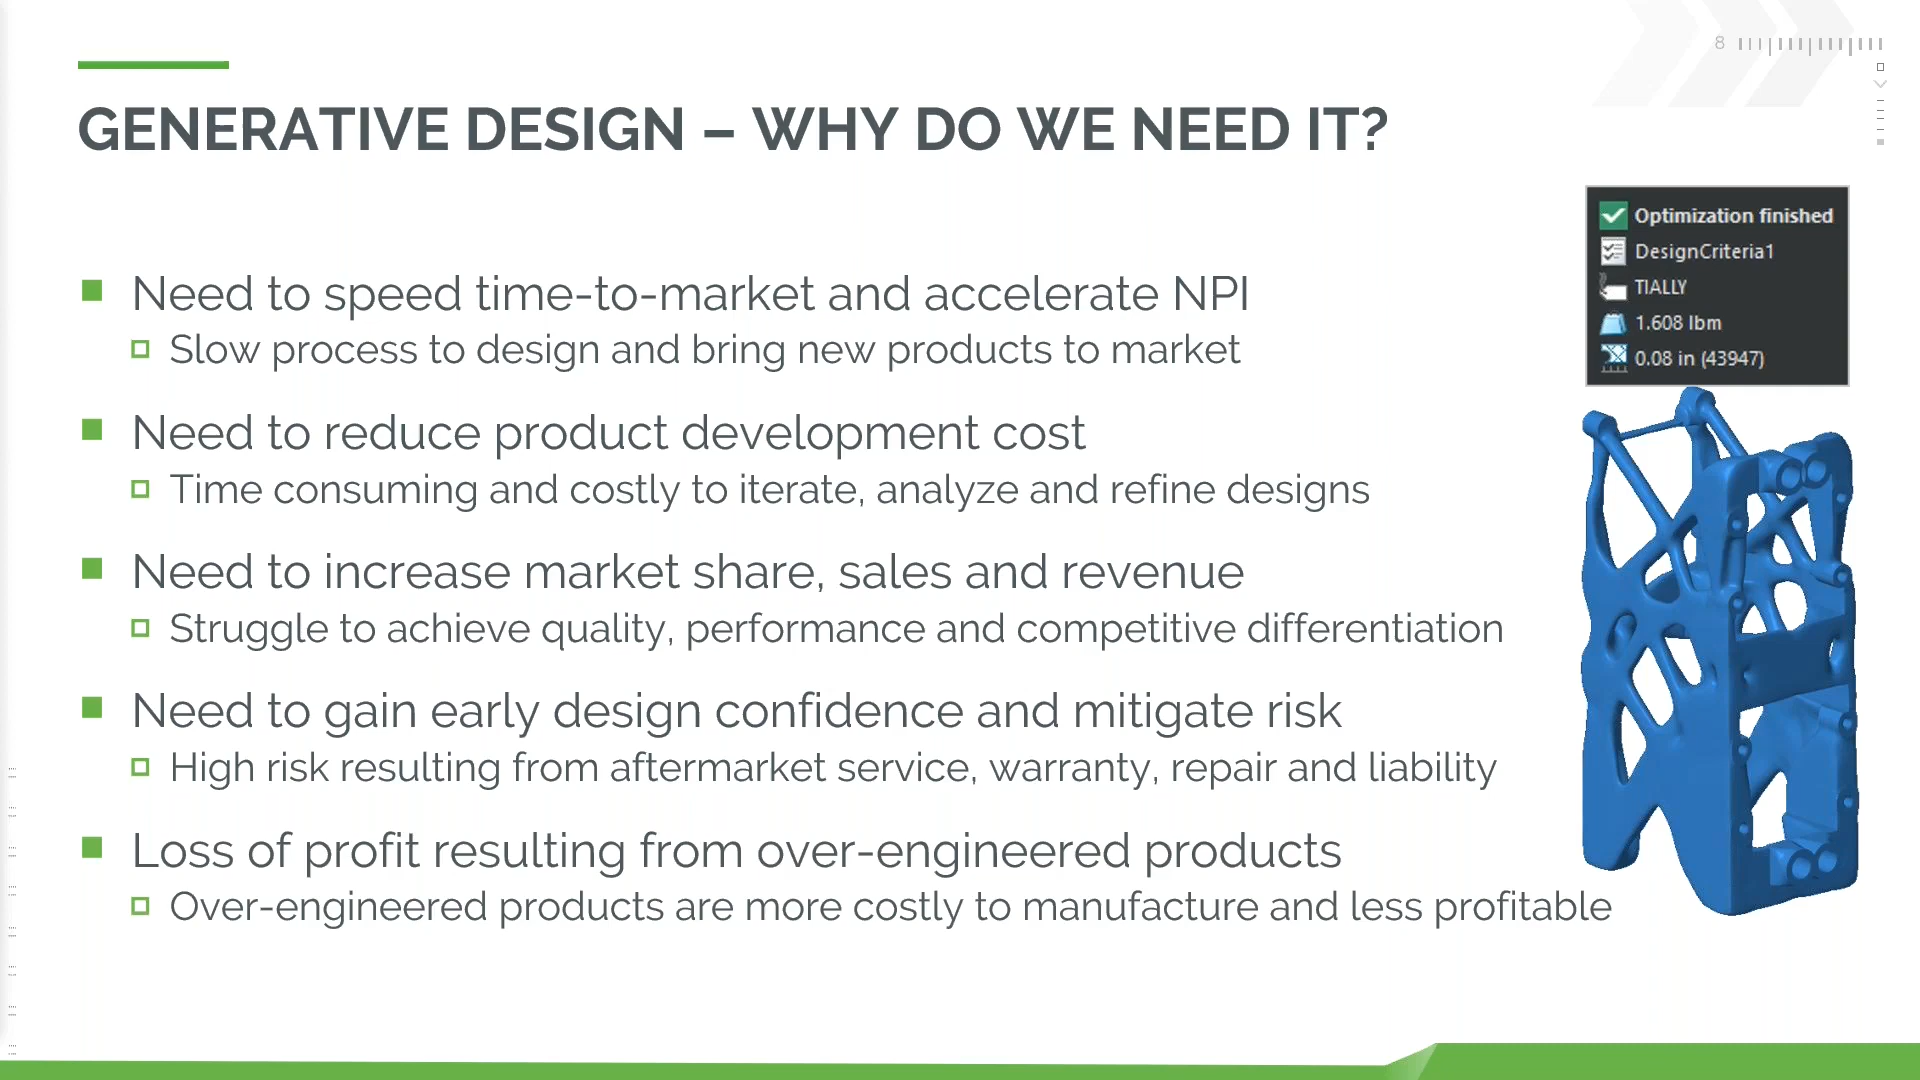 8
GENERATIVE DESIGN – WHY DO WE NEED IT?
Need to speed time-to-market and accelerate NPI
Slow process to design and bring new products to market
Need to reduce product development cost
Time consuming and costly to iterate, analyze and refine designs
Need to increase market share, sales and revenue
Struggle to achieve quality, performance and competitive differentiation
Need to gain early design confidence and mitigate risk
High risk resulting from aftermarket service, warranty, repair and liability
Loss of profit resulting from over-engineered products
Over-engineered products are more costly to manufacture and less profitable
Optimization finished
DesignCriteria1
TIALLY
1.608 lbm
0.08 in (43947)